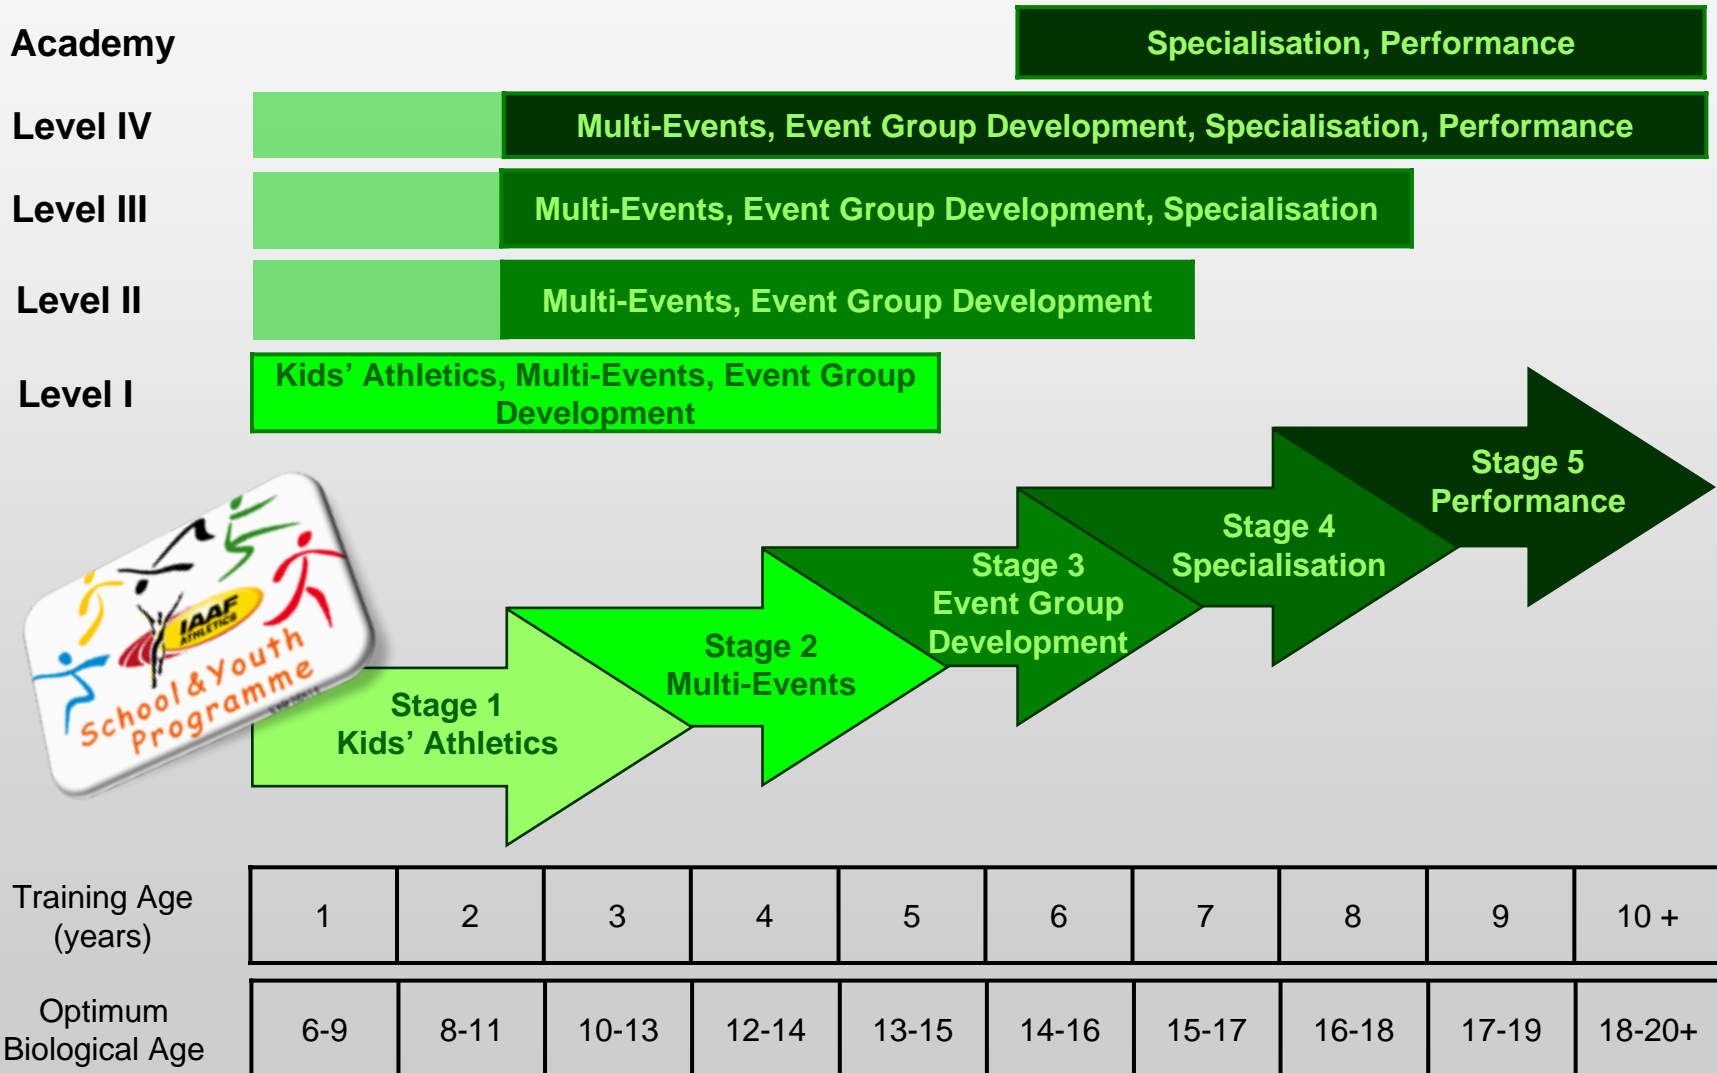 Academy
Specialisation, Performance
Level IV
Multi-Events, Event Group Development, Specialisation, Performance
Level III
Multi-Events, Event Group Development, Specialisation
Level II
Multi-Events, Event Group Development
Level I
Kids’ Athletics, Multi-Events, Event Group
Development
Stage 5
Performance
Stage 4
Specialisation
Stage 3
Event Group
Development
Stage 2
Multi-Events
Stage 1
Kids’ Athletics
IAAF
ATHLETICS
School & Youth
Programme
Training Age
(years)
1 2 3 4 5 6 7 8 9 10 +
Optimum
Biological Age
6-9 8-11 10-13 12-14 13-15 14-16 15-17 16-18 17-19 18-20+